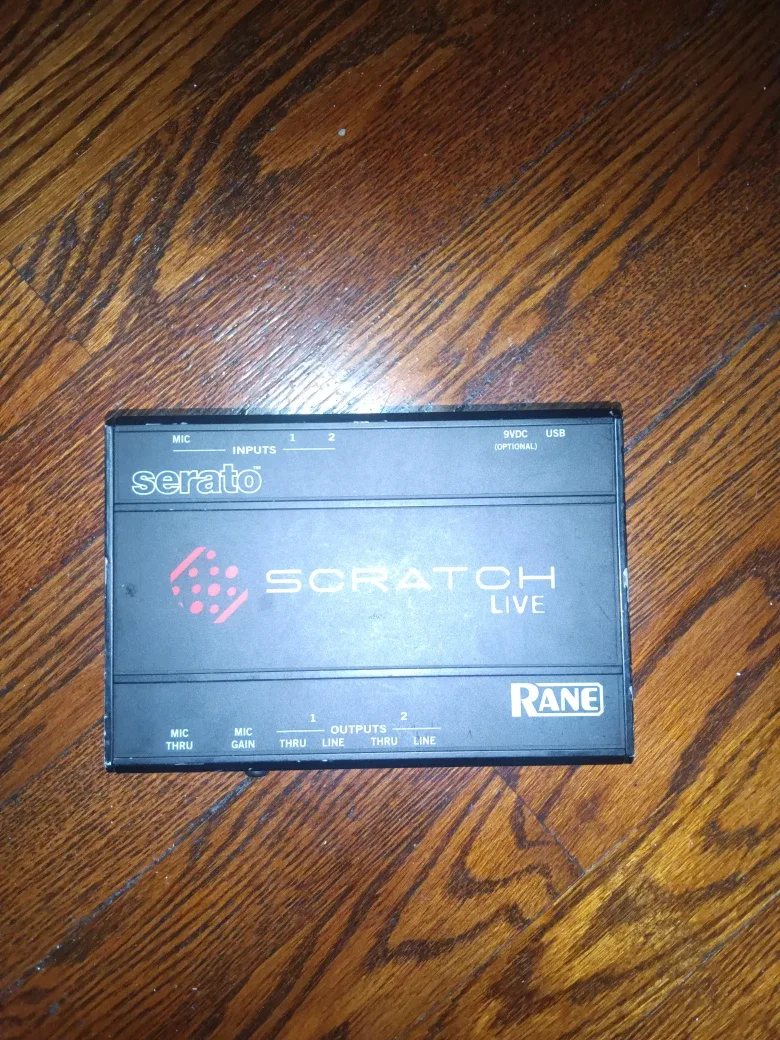 MIC 1 2 9VDC USB
INPUTS (OPTIONAL)
serato™
SCRATCH
LIVE
RANE
1 2
MIC MIC OUTPUTS
THRU GAIN THRU LINE THRU LINE